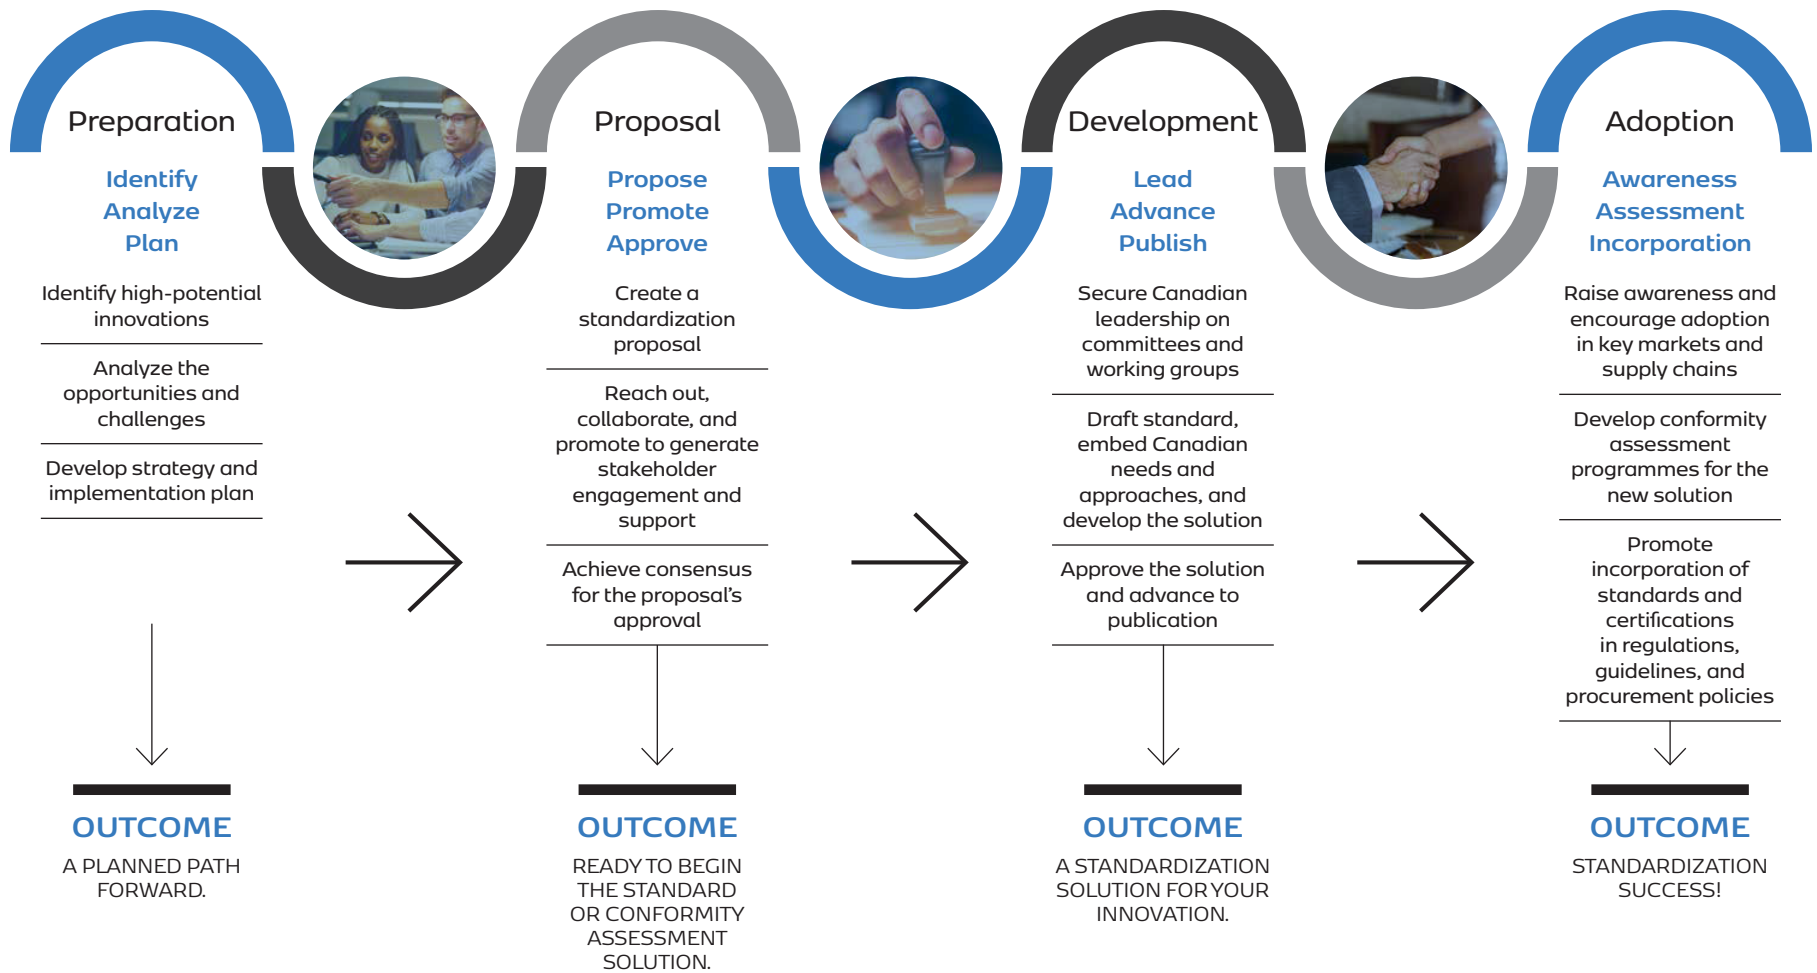 Preparation
Identify
Analyze
Plan
Identify high-potential
innovations
Analyze the
opportunities and
challenges
Develop strategy and
implementation plan
OUTCOME
A PLANNED PATH
FORWARD.
Proposal
Propose
Promote
Approve
Create a
standardization
proposal
Reach out,
collaborate, and
promote to generate
stakeholder
engagement and
support
Achieve consensus
for the proposal’s
approval
OUTCOME
READY TO BEGIN
THE STANDARD
OR CONFORMITY
ASSESSMENT
SOLUTION.
Development
Lead
Advance
Publish
Secure Canadian
leadership on
committees and
working groups
Draft standard,
embed Canadian
needs and
approaches, and
develop the solution
Approve the solution
and advance to
publication
OUTCOME
A STANDARDIZATION
SOLUTION FOR YOUR
INNOVATION.
Adoption
Awareness
Assessment
Incorporation
Raise awareness and
encourage adoption
in key markets and
supply chains
Develop conformity
assessment
programmes for the
new solution
Promote
incorporation of
standards and
certifications
in regulations,
guidelines, and
procurement policies
OUTCOME
STANDARDIZATION
SUCCESS!